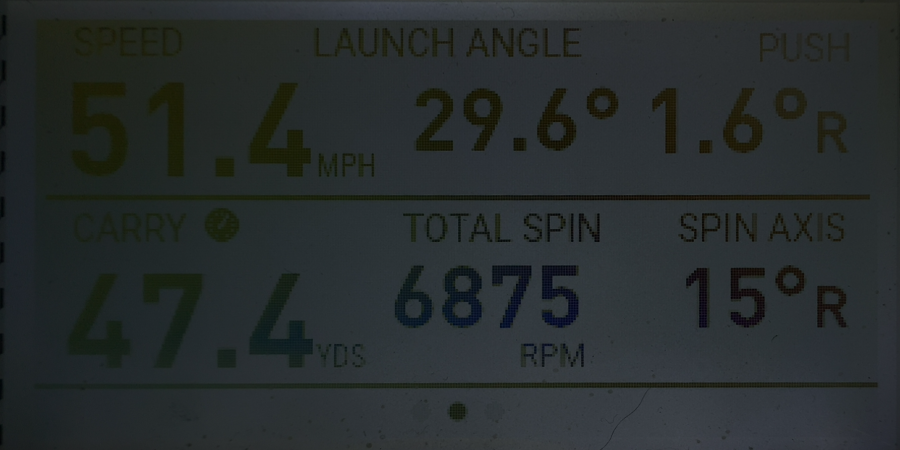 SPEED LAUNCH ANGLE PUSH
51.4 MPH 29.6° 1.6° R
CARRY TOTAL SPIN SPIN AXIS
47.4 YDS 6875 RPM 15° R